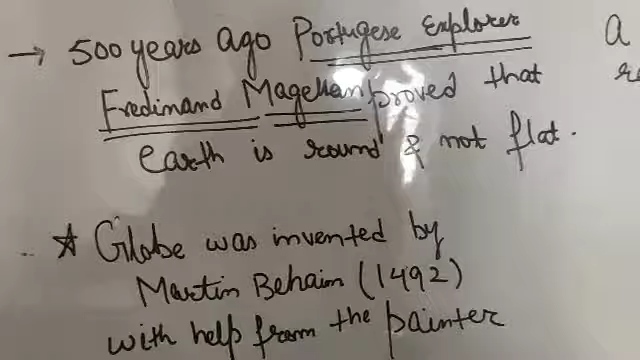 → 500 years ago Portugese Explorer
Fredinand Magellan proved that
earth is round & not flat.
a
★ Globe was invented by
Martin Behaim (1492)
with help from the painter